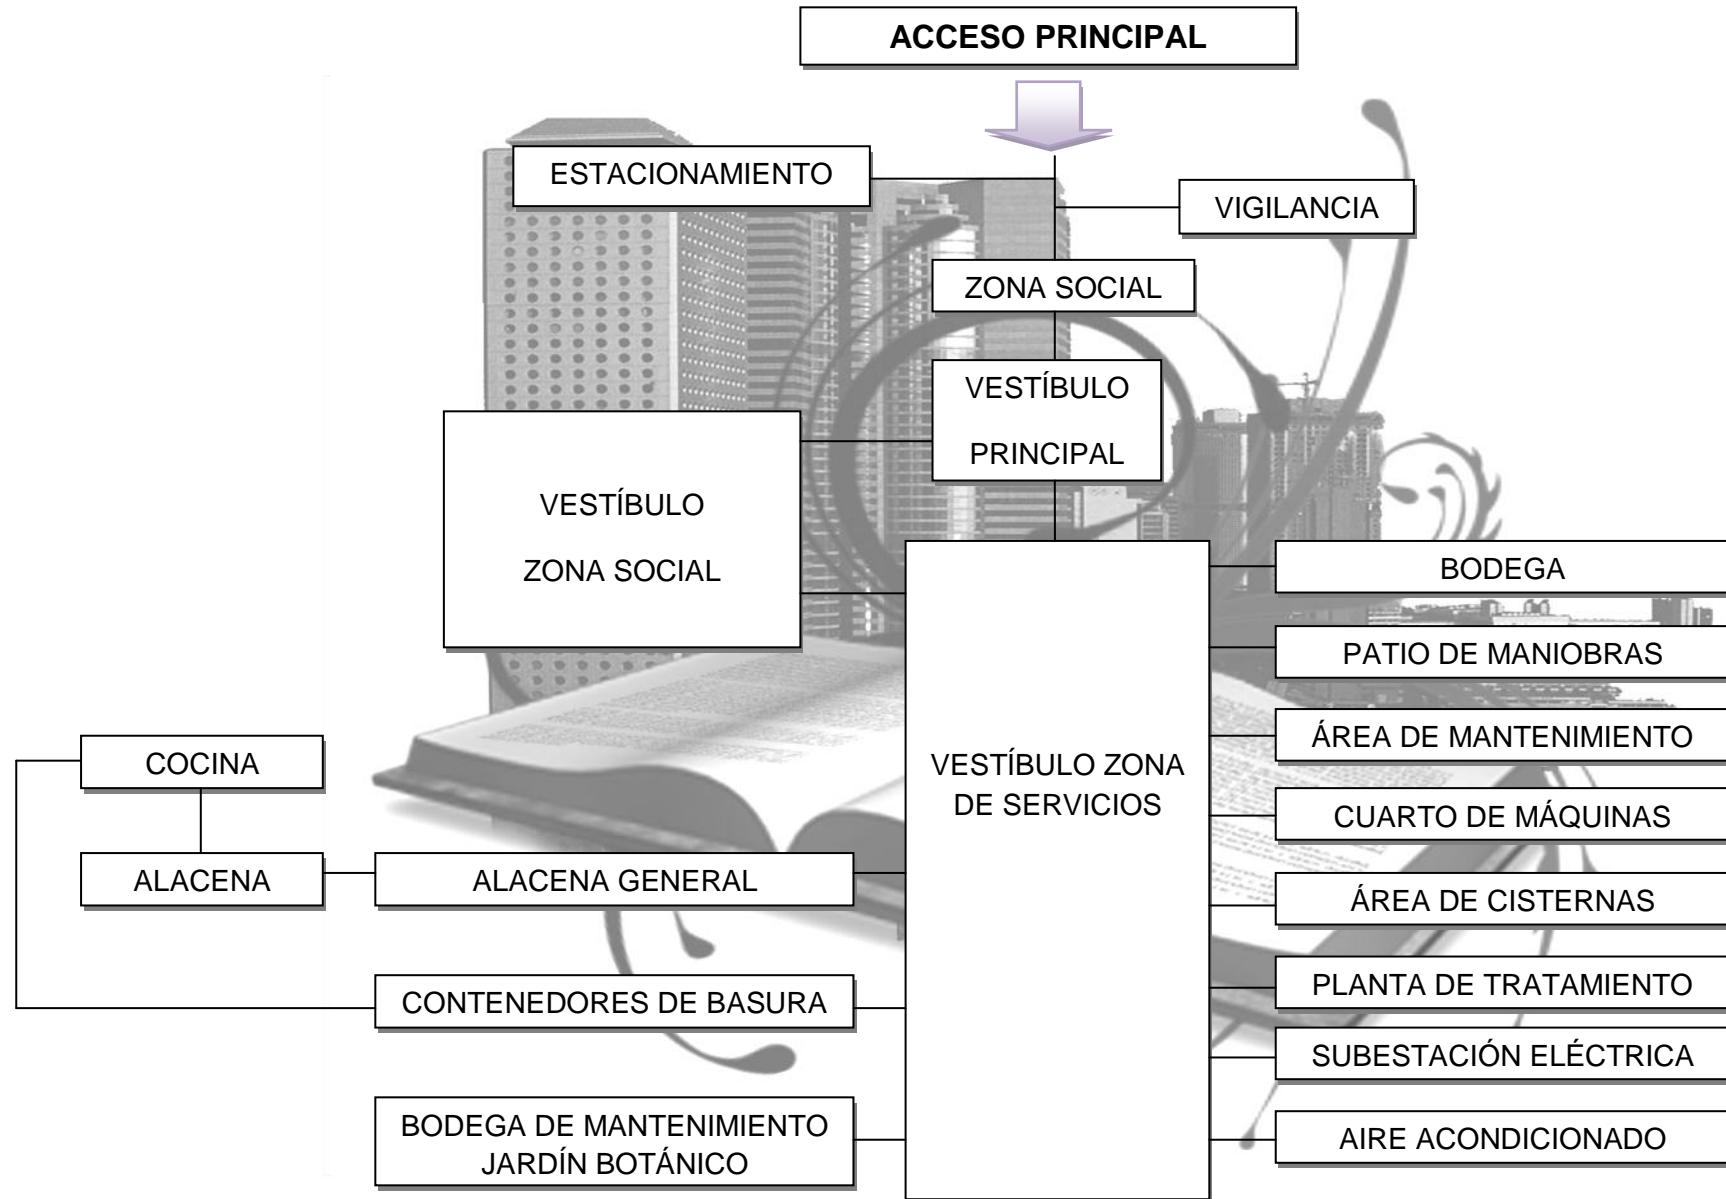 ACCESO PRINCIPAL
ESTACIONAMIENTO
VIGILANCIA
ZONA SOCIAL
VESTÍBULO
PRINCIPAL
VESTÍBULO
ZONA SOCIAL
BODEGA
PATIO DE MANIOBRAS
ÁREA DE MANTENIMIENTO
COCINA
VESTÍBULO ZONA
DE SERVICIOS
CUARTO DE MÁQUINAS
ALACENA
ALACENA GENERAL
ÁREA DE CISTERNAS
CONTENEDORES DE BASURA
PLANTA DE TRATAMIENTO
SUBESTACIÓN ELÉCTRICA
BODEGA DE MANTENIMIENTO
JARDÍN BOTÁNICO
AIRE ACONDICIONADO